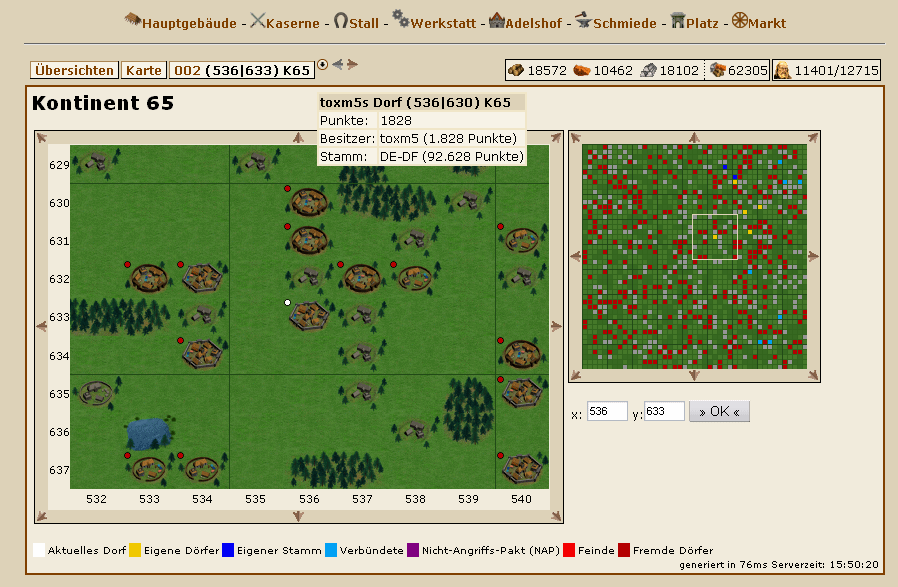 Hauptgebäude - Kaserne - Stall - Werkstatt - Adelshof - Schmiede - Platz - Markt
Übersichten Karte 002 (536|633) K65 18572 10462 18102 62305 11401/12715
Kontinent 65
toxm5s Dorf (536|630) K65
Punkte: 1828
Besitzer: toxm5 (1.828 Punkte)
Stamm: DE-DF (92.628 Punkte)
629
630
631
632
633
634
635
636
637
532 533 534 535 536 537 538 539 540
x: 536 y: 633 » OK «
Aktuelles Dorf Eigene Dörfer Eigener Stamm Verbündete Nicht-Angriffs-Pakt (NAP) Feinde Fremde Dörfer
generiert in 76ms Serverzeit: 15:50:20